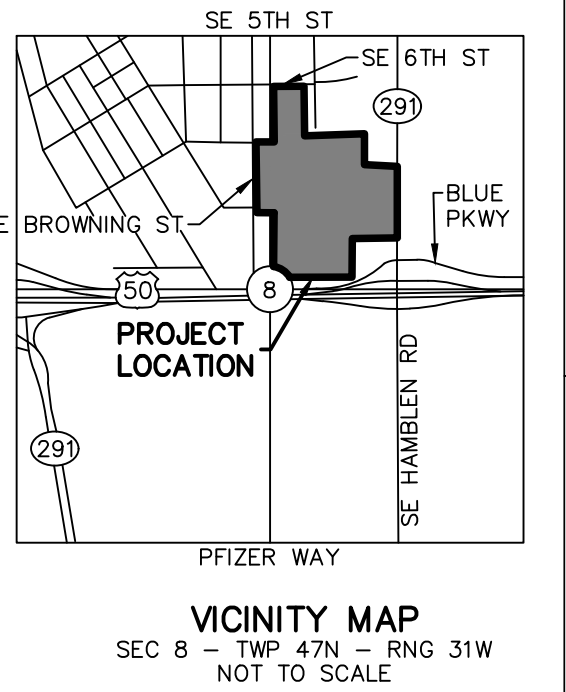 SE 5TH ST
SE 6TH ST
291
BLUE
PKWY
E BROWNING ST
50
8
PROJECT
LOCATION
SE HAMBLEN RD
291
PFIZER WAY
VICINITY MAP
SEC 8 – TWP 47N – RNG 31W
NOT TO SCALE